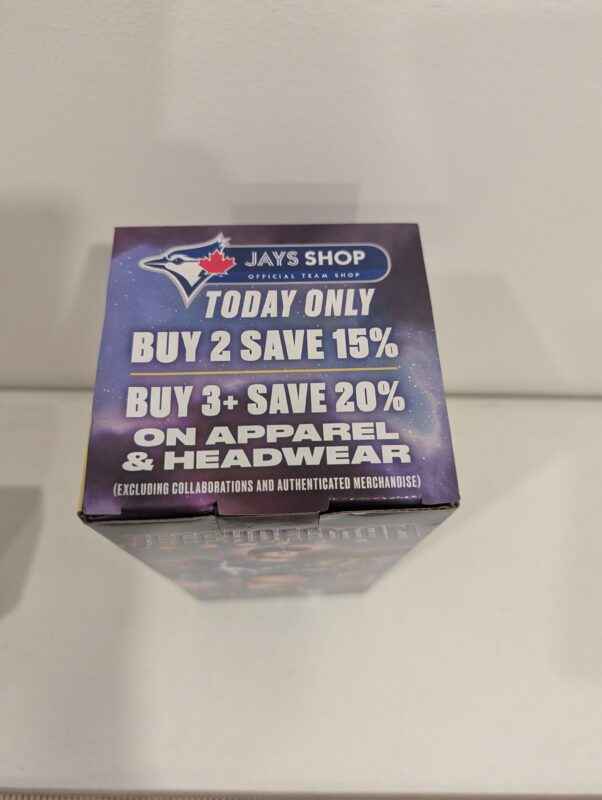 JAYS SHOP
OFFICIAL TEAM SHOP
TODAY ONLY
BUY 2 SAVE 15%
BUY 3+ SAVE 20%
ON APPAREL
& HEADWEAR
(EXCLUDING COLLABORATIONS AND AUTHENTICATED MERCHANDISE)